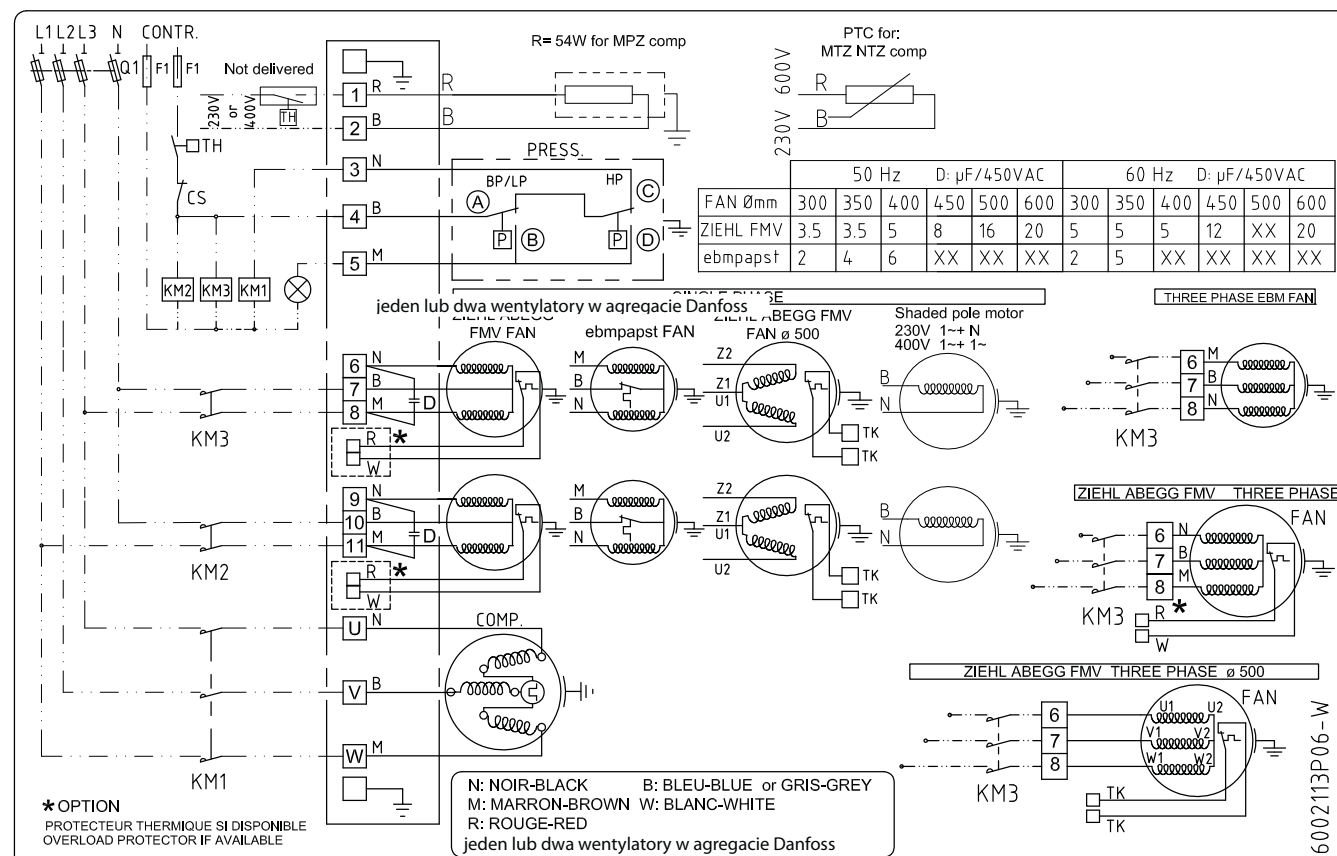 L1 L2 L3 N CONTR.
Q1 F1 F1
Not delivered
230V or 400V
TH
TH
CS
KM2 KM3 KM1
1 R R
2 B B
3 N
4 B
5 M
R= 54W for MPZ comp
PTC for:
MTZ NTZ comp
600V R
230V B
PRESS.
BP/LP HP
A B C D
P P
50 Hz D: µF/450VAC 60 Hz D: µF/450VAC
FAN Ømm 300 350 400 450 500 600 300 350 400 450 500 600
ZIEHL FMV 3.5 3.5 5 8 16 20 5 5 5 12 XX 20
ebmpapst 2 4 6 XX XX XX 2 5 XX XX XX XX
jeden lub dwa wentylatory w agregacie Danfoss
FMV FAN
ebmpapst FAN
ZIEHL ABEGG FMV
FAN ø 500
Shaded pole motor
230V 1~+ N
400V 1~+ 1~
THREE PHASE EBM FAN
6 N
7 B
8 M
D
R *
W
KM3
M
B
N
Z2
Z1
U1
U2
TK
TK
B
N
6 M
7 B
8 N
KM3
9 N
10 B
11 M
D
R *
W
KM2
M
B
N
Z2
Z1
U1
U2
TK
TK
B
N
ZIEHL ABEGG FMV THREE PHASE
FAN
6 N
7 B
8 M
R *
W
KM3
U N
V B
W M
COMP.
KM1
ZIEHL ABEGG FMV THREE PHASE ø 500
FAN
6 U1 U2
7 V1 V2
8 W1 W2
KM3
TK
TK
* OPTION
PROTECTEUR THERMIQUE SI DISPONIBLE
OVERLOAD PROTECTOR IF AVAILABLE
N: NOIR-BLACK B: BLEU-BLUE or GRIS-GREY
M: MARRON-BROWN W: BLANC-WHITE
R: ROUGE-RED
jeden lub dwa wentylatory w agregacie Danfoss
6002113P06-W